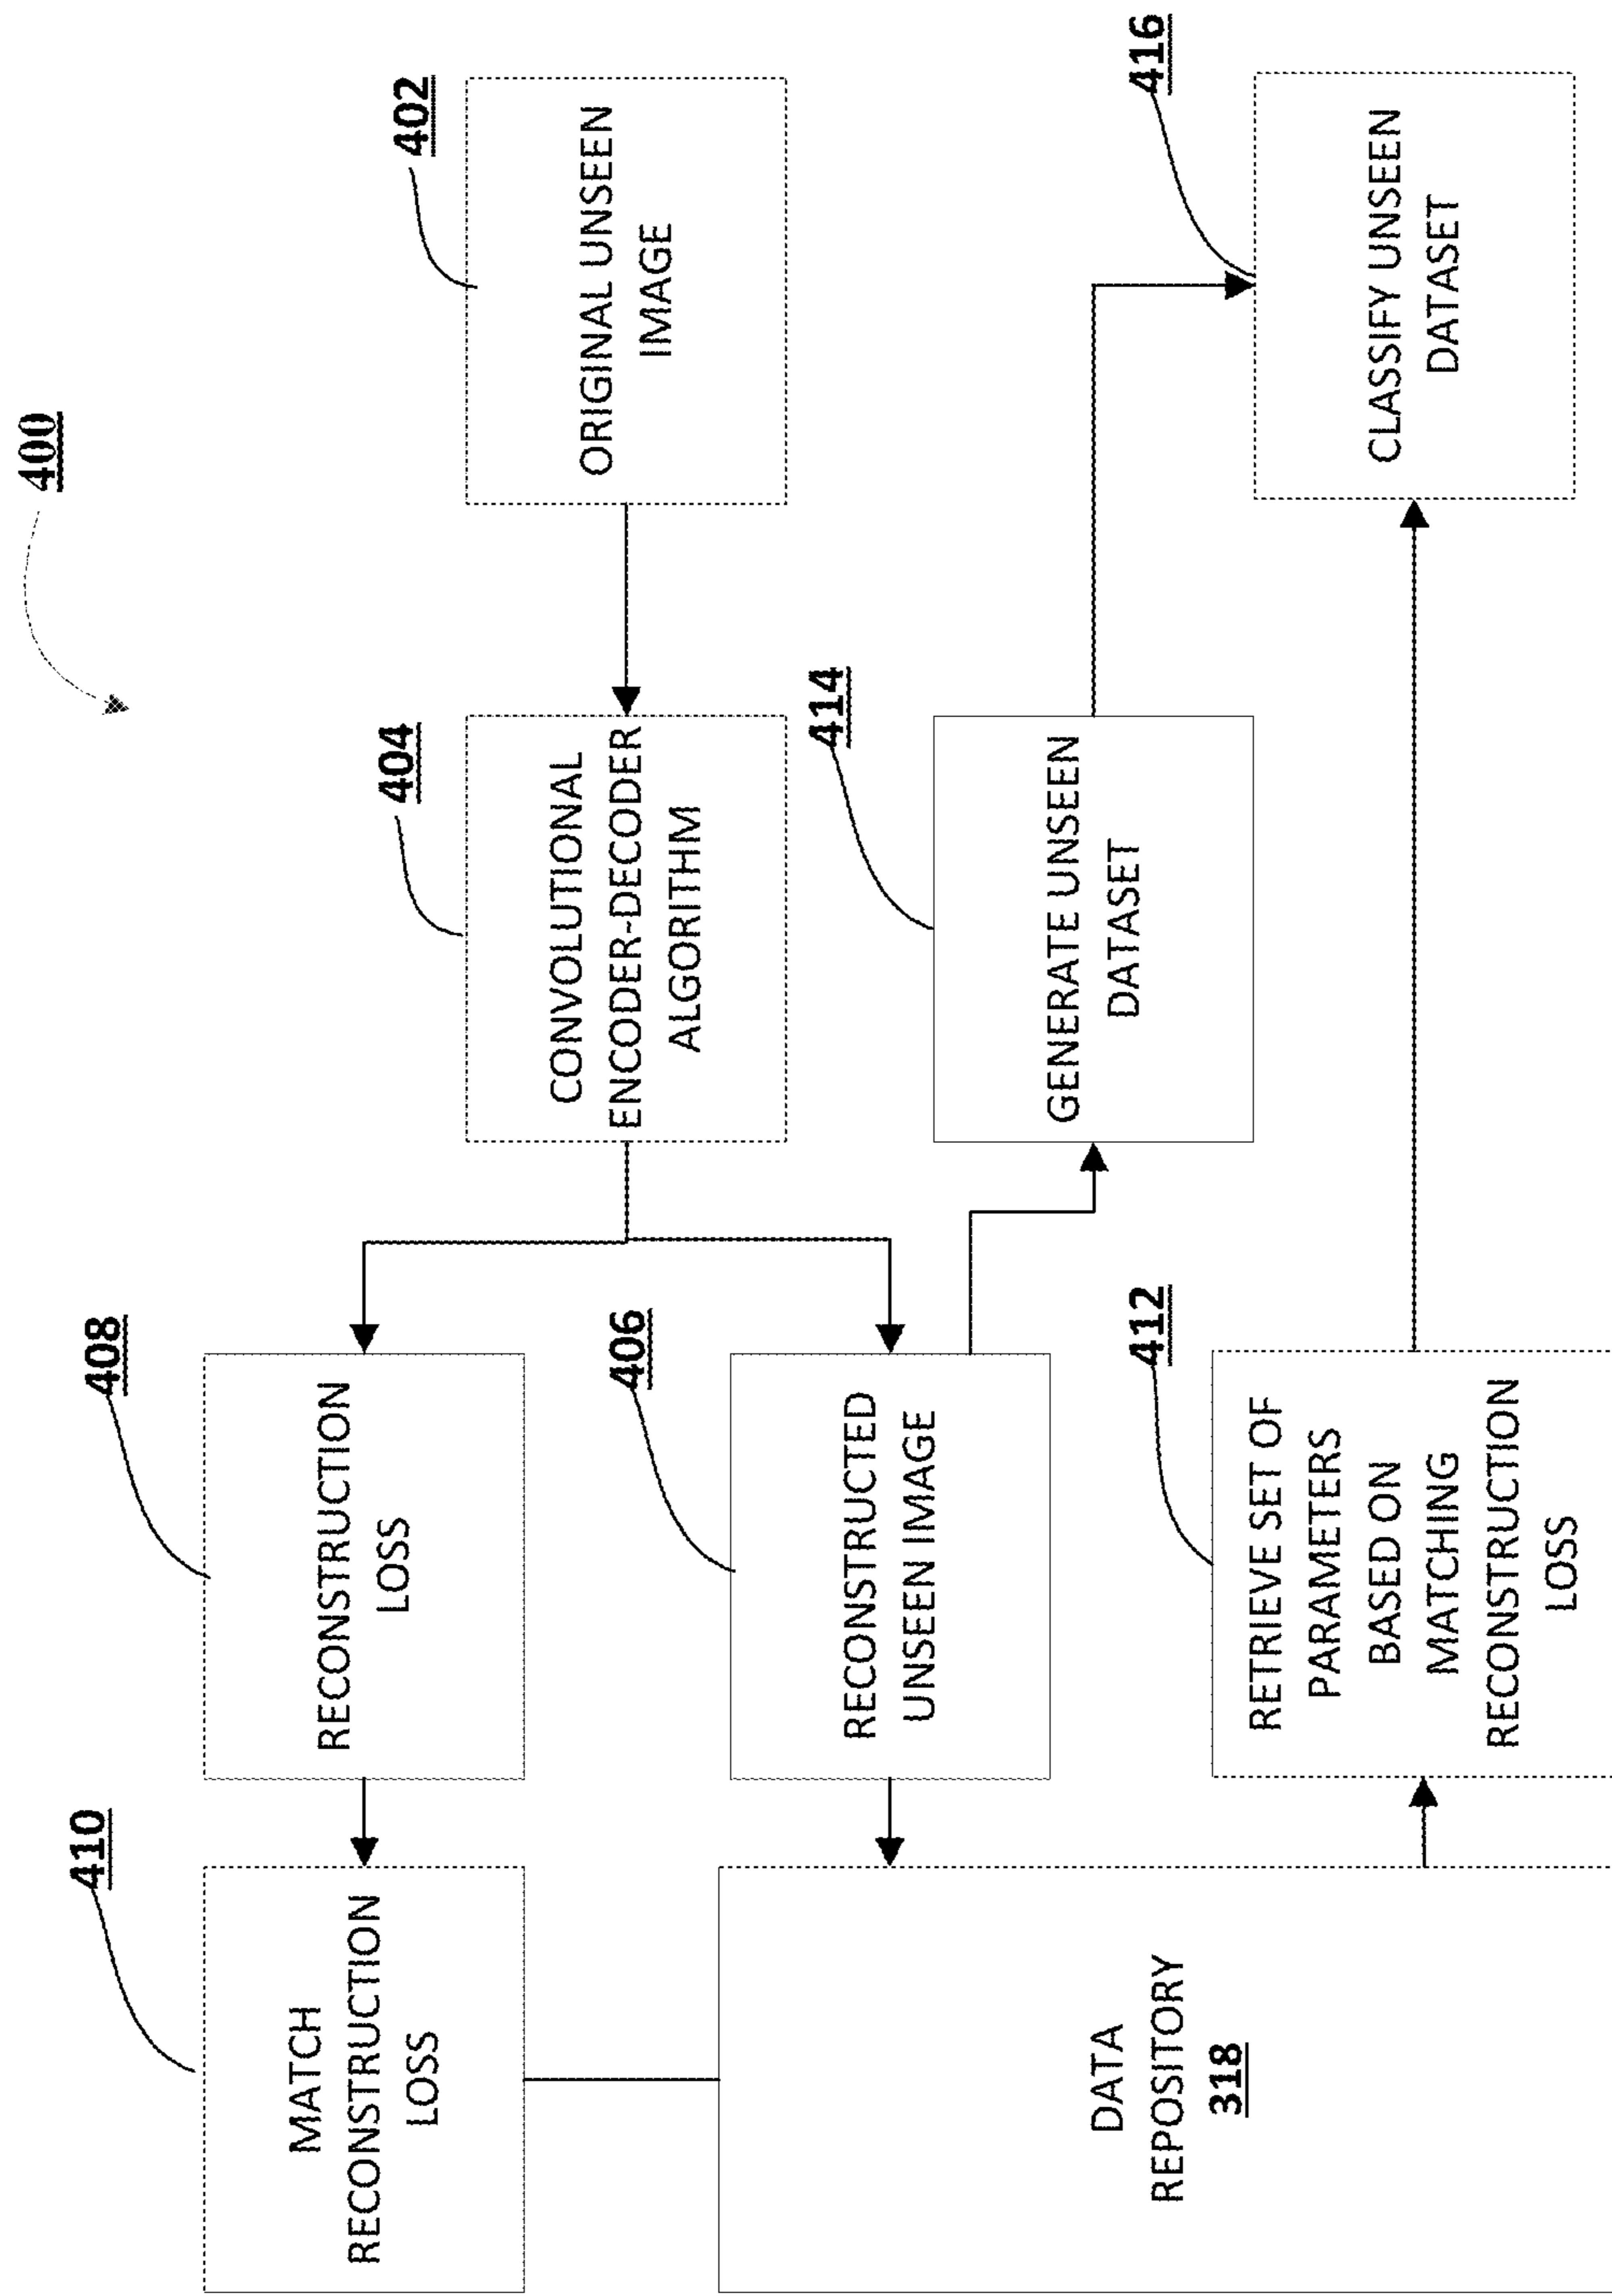 400
402
ORIGINAL UNSEEN
IMAGE
404
CONVOLUTIONAL
ENCODER-DECODER
ALGORITHM
408
RECONSTRUCTION
LOSS
410
MATCH
RECONSTRUCTION
LOSS
406
RECONSTRUCTED
UNSEEN IMAGE
414
GENERATE UNSEEN
DATASET
DATA
REPOSITORY
318
412
RETRIEVE SET OF
PARAMETERS
BASED ON
MATCHING
RECONSTRUCTION
LOSS
416
CLASSIFY UNSEEN
DATASET